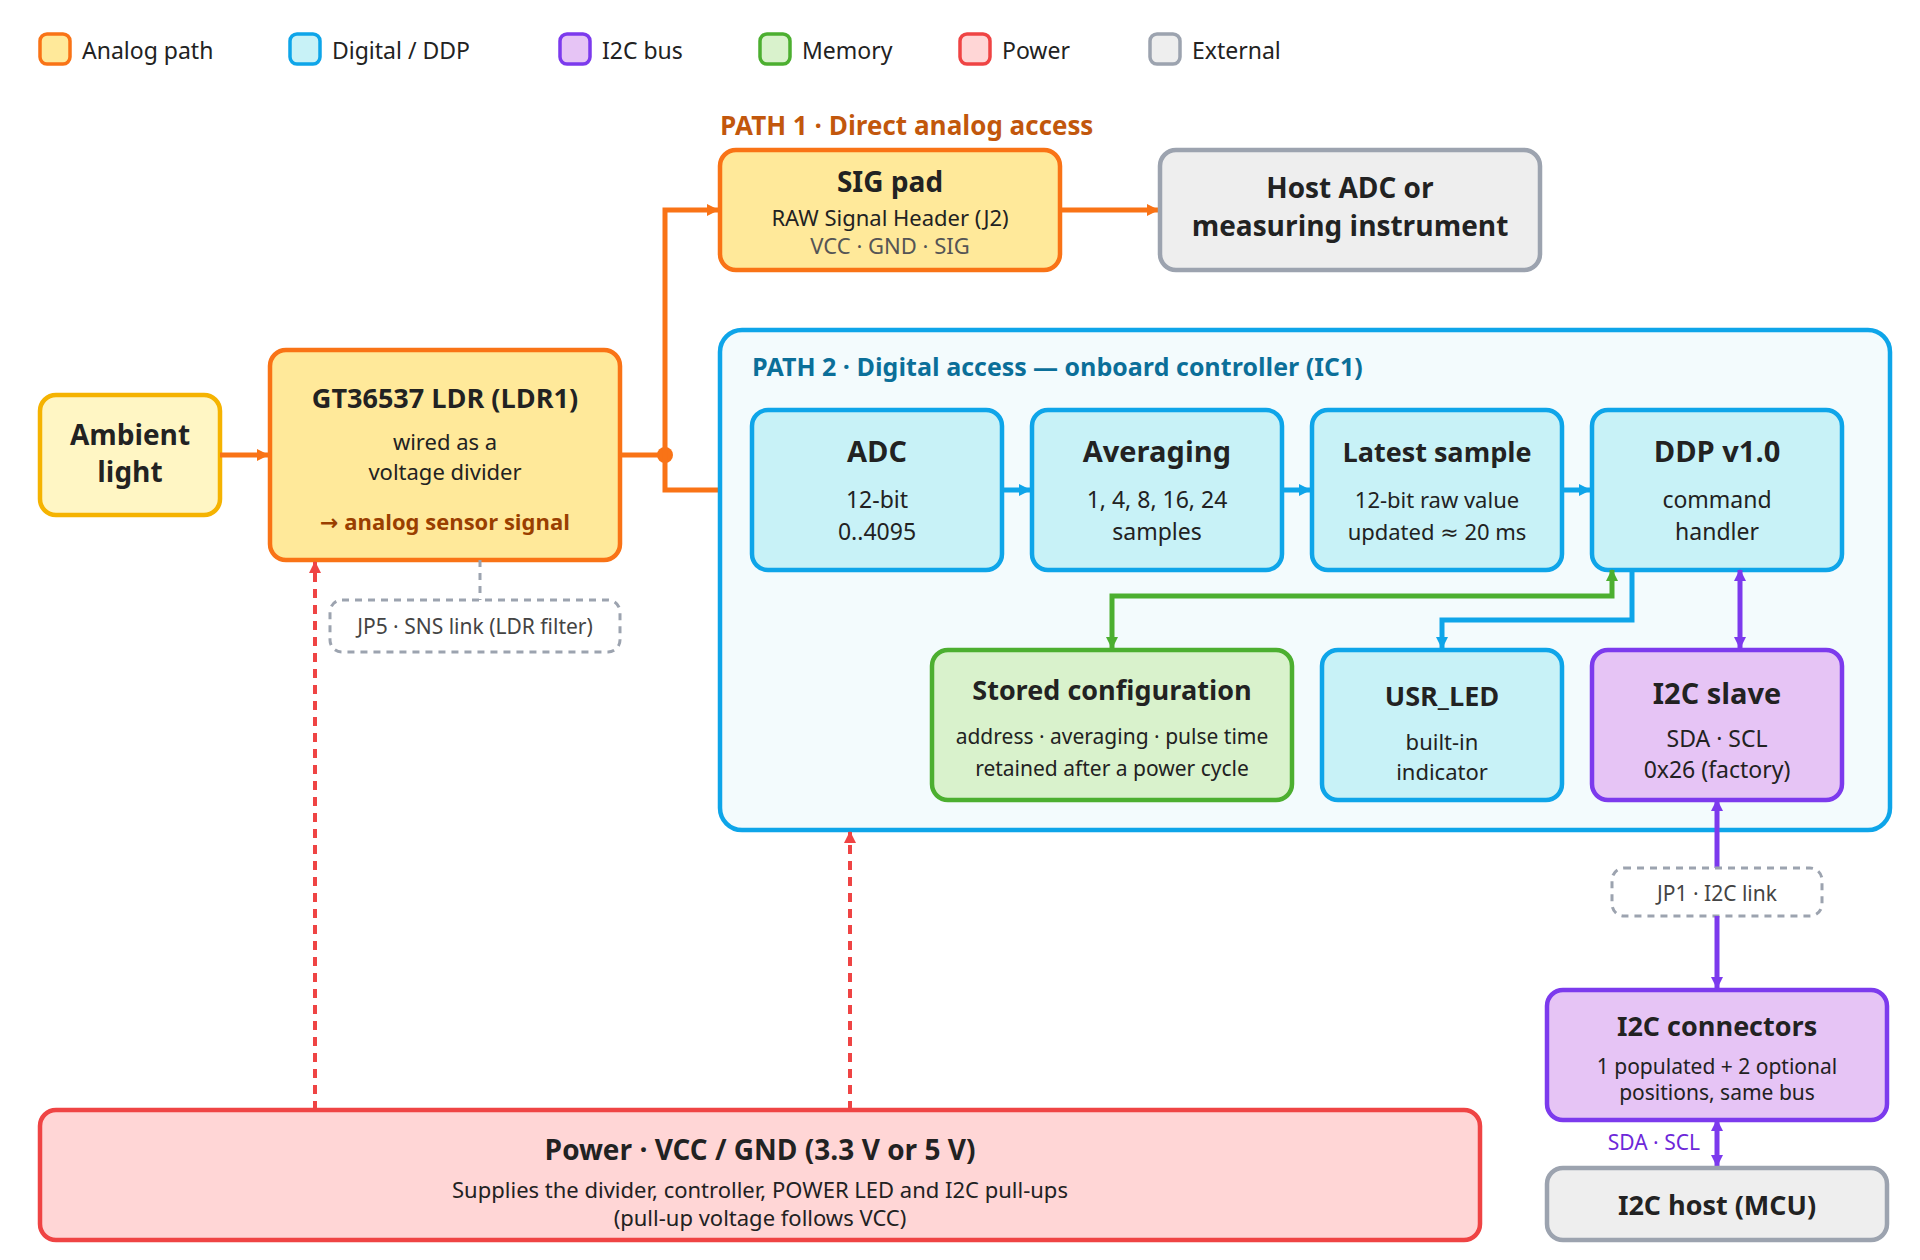 Analog path
Digital / DDP
I2C bus
Memory
Power
External
PATH 1 · Direct analog access
SIG pad
RAW Signal Header (J2)
VCC · GND · SIG
Host ADC or
measuring instrument
PATH 2 · Digital access — onboard controller (IC1)
Ambient
light
GT36537 LDR (LDR1)
wired as a
voltage divider
→ analog sensor signal
JP5 · SNS link (LDR filter)
ADC
12-bit
0..4095
Averaging
1, 4, 8, 16, 24
samples
Latest sample
12-bit raw value
updated ≈ 20 ms
DDP v1.0
command
handler
Stored configuration
address · averaging · pulse time
retained after a power cycle
USR_LED
built-in
indicator
I2C slave
SDA · SCL
0x26 (factory)
JP1 · I2C link
I2C connectors
1 populated + 2 optional
positions, same bus
SDA · SCL
I2C host (MCU)
Power · VCC / GND (3.3 V or 5 V)
Supplies the divider, controller, POWER LED and I2C pull-ups
(pull-up voltage follows VCC)